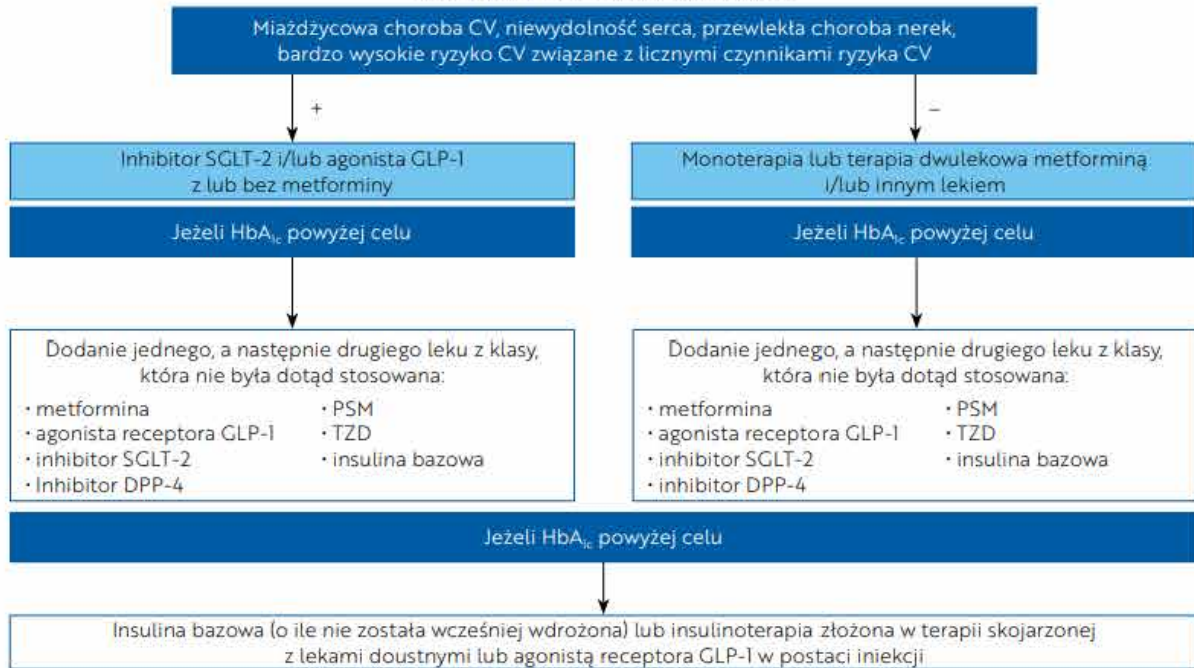 Miażdżycowa choroba CV, niewydolność serca, przewlekła choroba nerek,
bardzo wysokie ryzyko CV związane z licznymi czynnikami ryzyka CV
+
–
Inhibitor SGLT-2 i/lub agonista GLP-1
z lub bez metforminy
Monoterapia lub terapia dwulekowa metforminą
i/lub innym lekiem
Jeżeli HbA1c powyżej celu
Jeżeli HbA1c powyżej celu
Dodanie jednego, a następnie drugiego leku z klasy,
która nie była dotąd stosowana:
· metformina
· agonista receptora GLP-1
· inhibitor SGLT-2
· Inhibitor DPP-4
· PSM
· TZD
· insulina bazowa
Dodanie jednego, a następnie drugiego leku z klasy,
która nie była dotąd stosowana:
· metformina
· agonista receptora GLP-1
· inhibitor SGLT-2
· inhibitor DPP-4
· PSM
· TZD
· insulina bazowa
Jeżeli HbA1c powyżej celu
Insulina bazowa (o ile nie została wcześniej wdrożona) lub insulinoterapia złożona w terapii skojarzonej
z lekami doustnymi lub agonistą receptora GLP-1 w postaci iniekcji